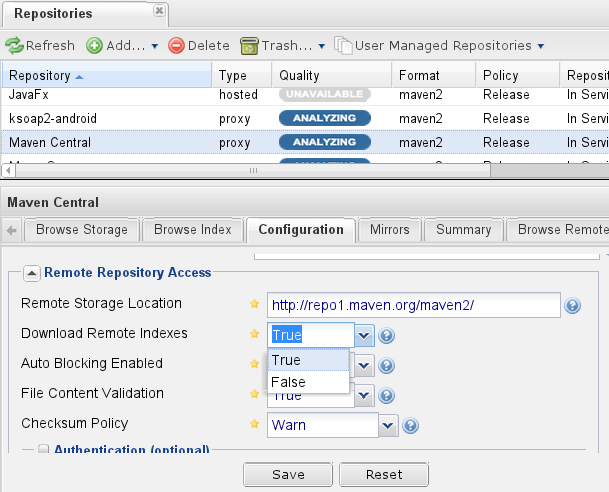 Repositories
Refresh Add... Delete Trash... User Managed Repositories
Repository Type Quality Format Policy Reposit
JavaFx hosted UNAVAILABLE maven2 Release In Servi
ksoap2-android proxy ANALYZING maven2 Release In Servi
Maven Central proxy ANALYZING maven2 Release In Servi
Maven Central
Browse Storage Browse Index Configuration Mirrors Summary Browse Remote
Remote Repository Access
Remote Storage Location http://repo1.maven.org/maven2/
Download Remote Indexes True
True
Auto Blocking Enabled
False
File Content Validation True
Checksum Policy Warn
Authentication (optional)
Save Reset